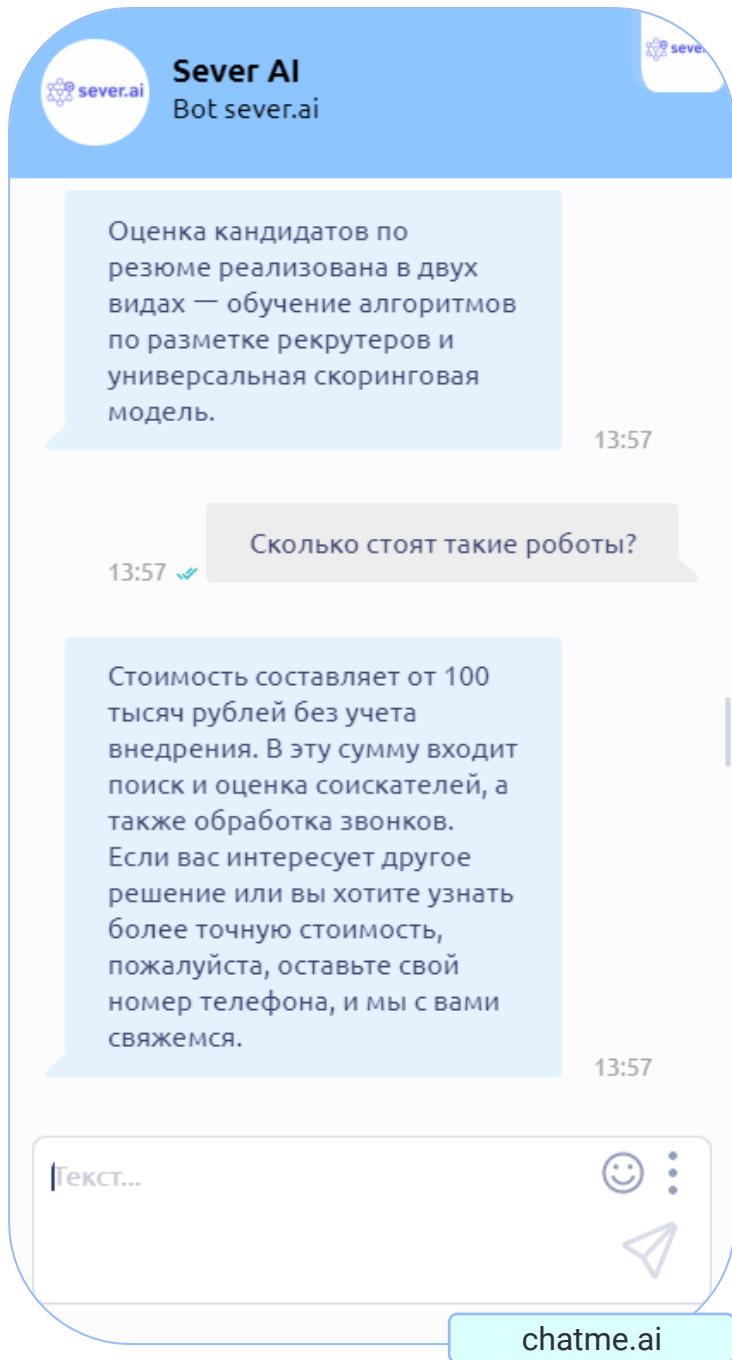 sever.ai
Sever AI
Bot sever.ai
Оценка кандидатов по
резюме реализована в двух
видах — обучение алгоритмов
по разметке рекрутеров и
универсальная скоринговая
модель.
13:57
Сколько стоят такие роботы?
13:57
Стоимость составляет от 100
тысяч рублей без учета
внедрения. В эту сумму входит
поиск и оценка соискателей, а
также обработка звонков.
Если вас интересует другое
решение или вы хотите узнать
более точную стоимость,
пожалуйста, оставьте свой
номер телефона, и мы с вами
свяжемся.
13:57
Текст...
chatme.ai